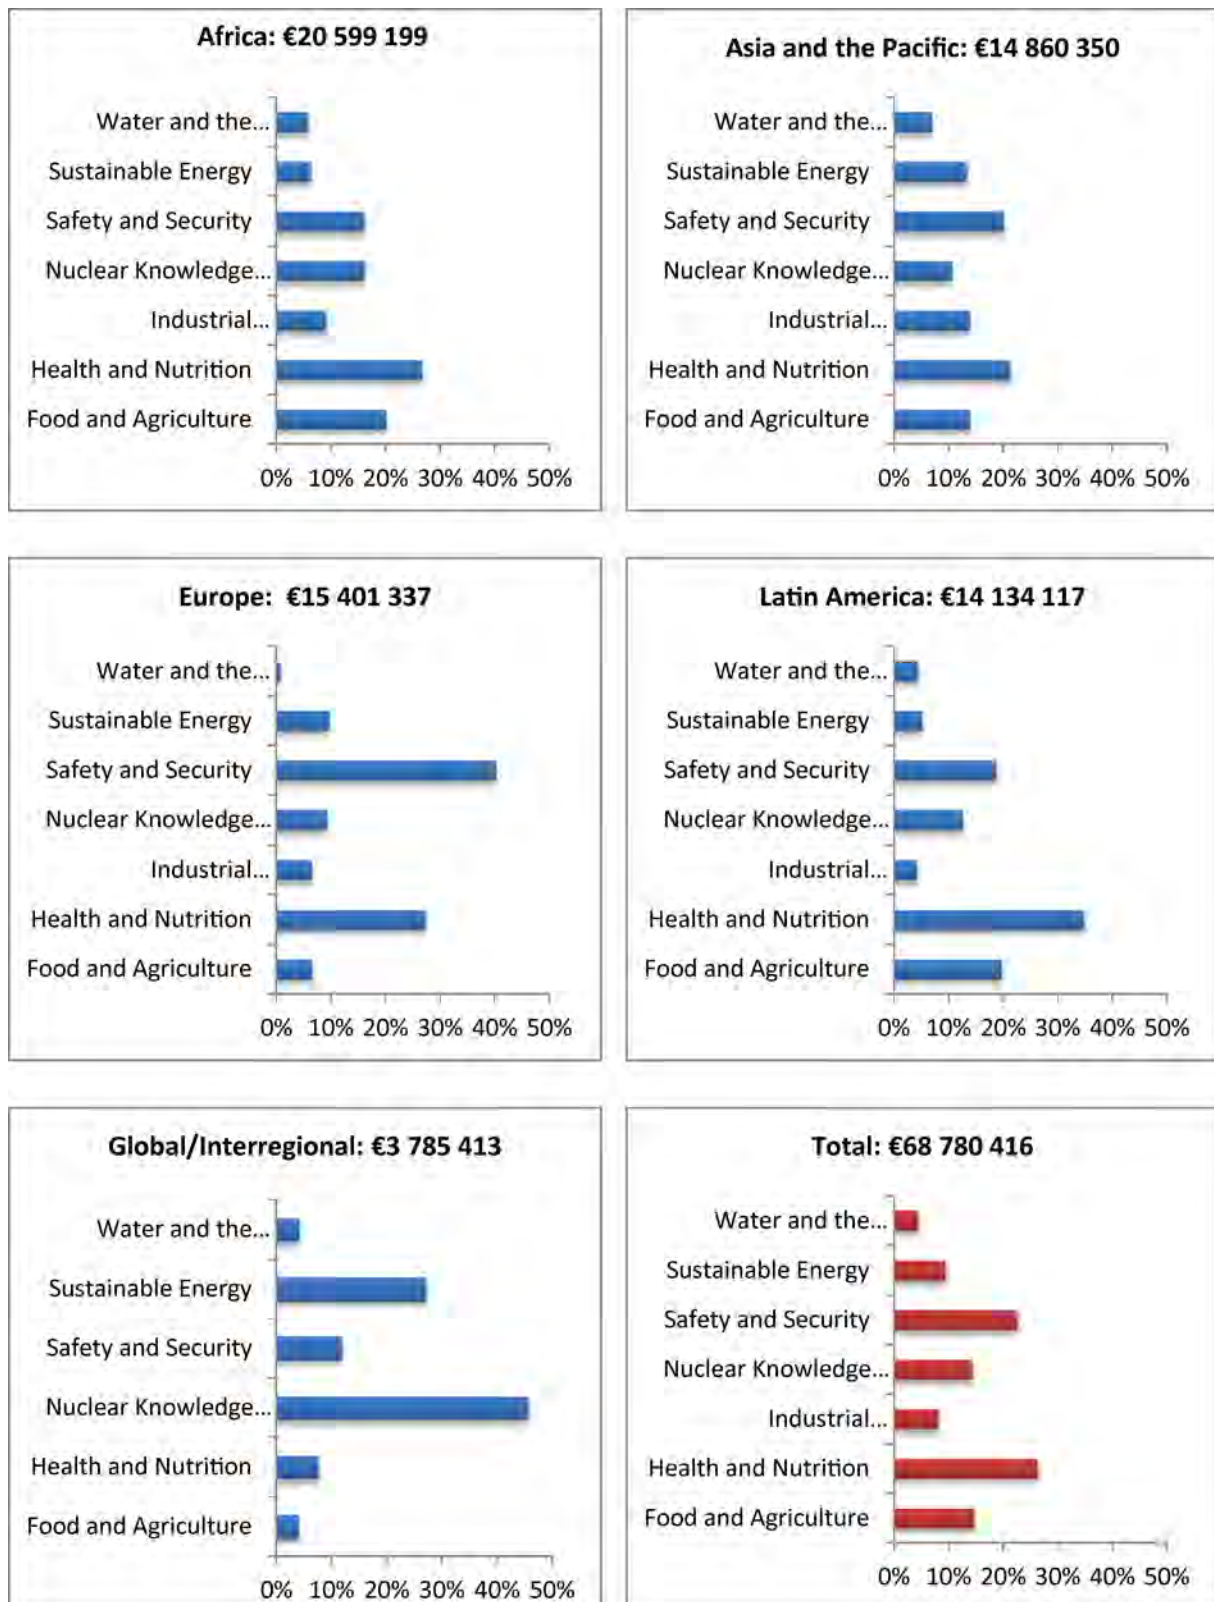 Africa: €20 599 199
Water and the...
Sustainable Energy
Safety and Security
Nuclear Knowledge...
Industrial...
Health and Nutrition
Food and Agriculture
0% 10% 20% 30% 40% 50%
Asia and the Pacific: €14 860 350
Water and the...
Sustainable Energy
Safety and Security
Nuclear Knowledge...
Industrial...
Health and Nutrition
Food and Agriculture
0% 10% 20% 30% 40% 50%
Europe: €15 401 337
Water and the...
Sustainable Energy
Safety and Security
Nuclear Knowledge...
Industrial...
Health and Nutrition
Food and Agriculture
0% 10% 20% 30% 40% 50%
Latin America: €14 134 117
Water and the...
Sustainable Energy
Safety and Security
Nuclear Knowledge...
Industrial...
Health and Nutrition
Food and Agriculture
0% 10% 20% 30% 40% 50%
Global/Interregional: €3 785 413
Water and the...
Sustainable Energy
Safety and Security
Nuclear Knowledge...
Health and Nutrition
Food and Agriculture
0% 10% 20% 30% 40% 50%
Total: €68 780 416
Water and the...
Sustainable Energy
Safety and Security
Nuclear Knowledge...
Industrial...
Health and Nutrition
Food and Agriculture
0% 10% 20% 30% 40% 50%